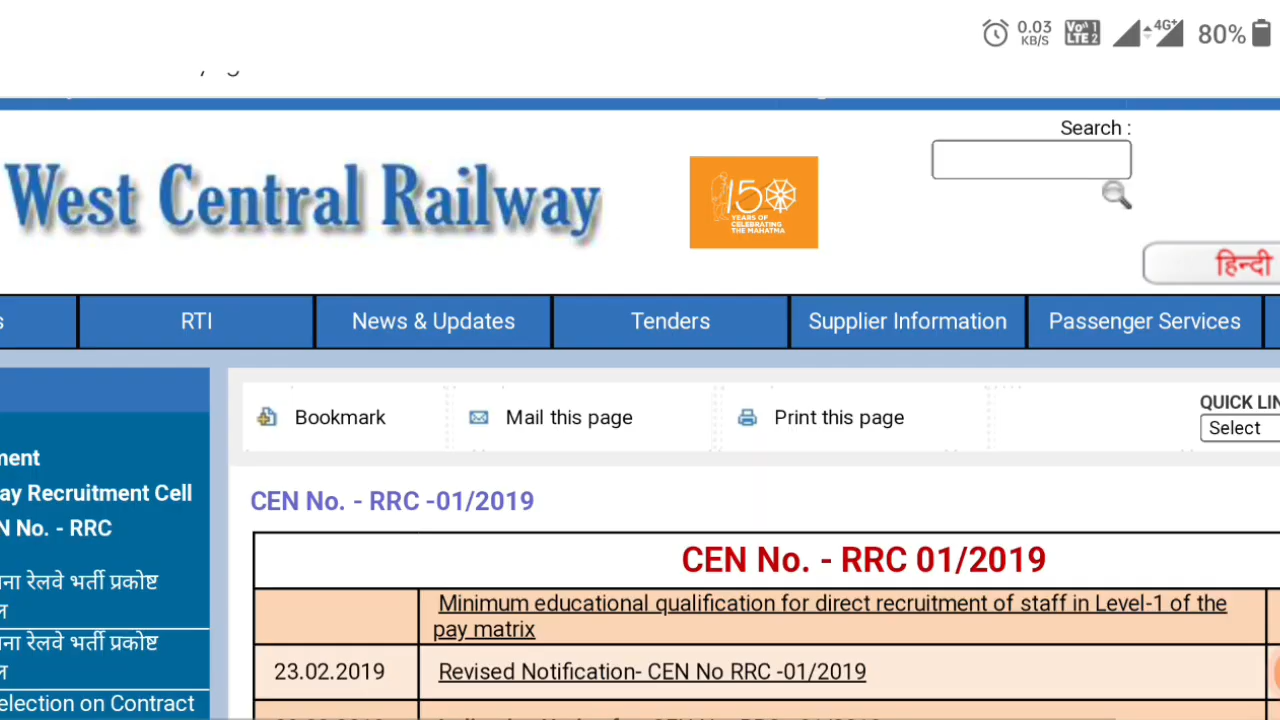 0.03
KB/S
Vo 1
LTE 2
4G+
80%
Search :
West Central Railway
150
YEARS OF
CELEBRATING
THE MAHATMA
हिन्दी
s
RTI
News & Updates
Tenders
Supplier Information
Passenger Services
Bookmark
Mail this page
Print this page
QUICK LIN
Select
ment
ay Recruitment Cell
N No. - RRC
ना रेलवे भर्ती प्रकोष्ट
ल
ना रेलवे भर्ती प्रकोष्ट
ल
election on Contract
CEN No. - RRC -01/2019
CEN No. - RRC 01/2019
Minimum educational qualification for direct recruitment of staff in Level-1 of the
pay matrix
23.02.2019
Revised Notification- CEN No RRC -01/2019